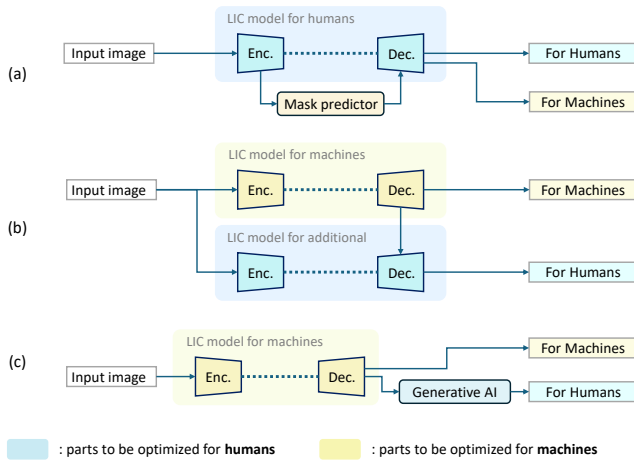 LIC model for humans
Input image
Enc.
Dec.
For Humans
(a)
Mask predictor
For Machines
LIC model for machines
Input image
Enc.
Dec.
For Machines
(b)
LIC model for additional
Enc.
Dec.
For Humans
(c)
LIC model for machines
For Machines
Input image
Enc.
Dec.
Generative AI
For Humans
: parts to be optimized for humans
: parts to be optimized for machines